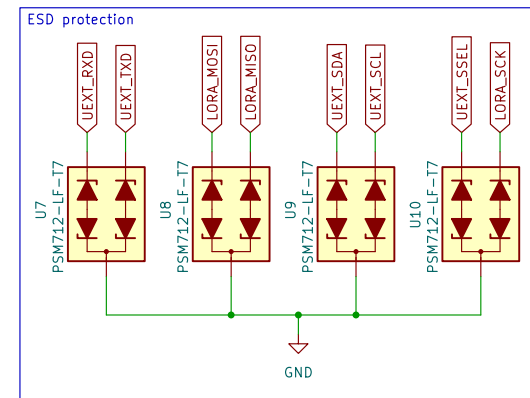 ESD protection
UEXT_RXD
UEXT_TXD
LORA_MOSI
LORA_MISO
UEXT_SDA
UEXT_SCL
UEXT_SSEL
LORA_SCK
U7
PSM712-LF-T7
U8
PSM712-LF-T7
U9
PSM712-LF-T7
U10
PSM712-LF-T7
GND